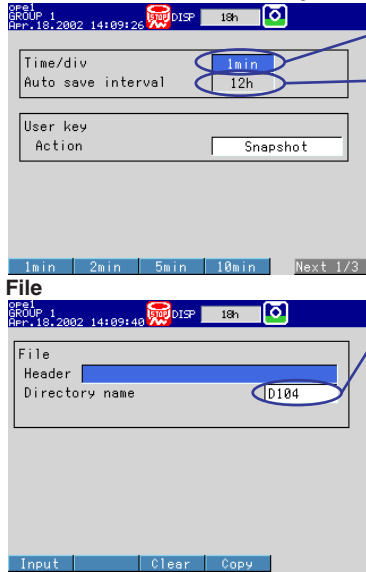 ope1
GROUP 1
Apr.18.2002 14:09:26 STOP DISP 18h
Time/div 1min
Auto save interval 12h
User key
Action Snapshot
1min 2min 5min 10min Next 1/3
File
ope1
GROUP 1
Apr.18.2002 14:09:40 STOP DISP 18h
File
Header
Directory name D104
Input Clear Copy